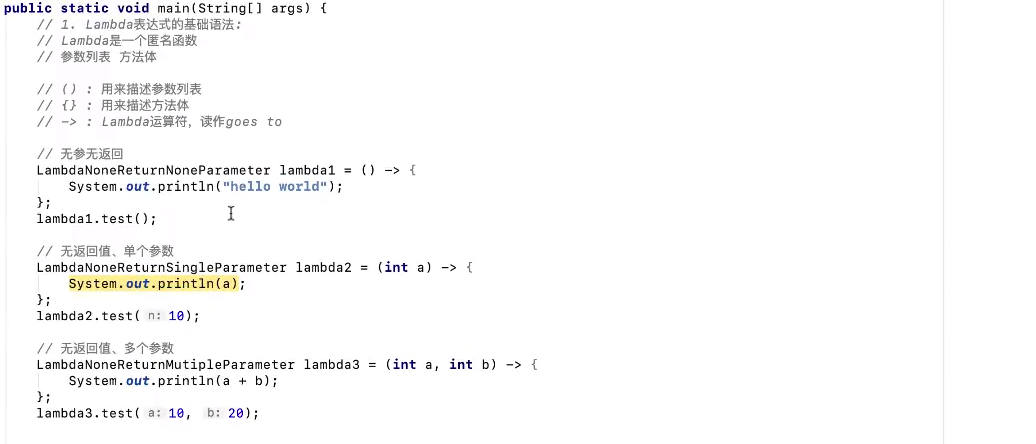 public static void main(String[] args) {
// 1. Lambda表达式的基础语法:
// Lambda是一个匿名函数
// 参数列表 方法体
// () : 用来描述参数列表
// {} : 用来描述方法体
// -> : Lambda运算符，读作goes to
// 无参无返回
LambdaNoneReturnNoneParameter lambda1 = () -> {
System.out.println("hello world");
};
lambda1.test();
// 无返回值、单个参数
LambdaNoneReturnSingleParameter lambda2 = (int a) -> {
System.out.println(a);
};
lambda2.test( n: 10);
// 无返回值、多个参数
LambdaNoneReturnMutipleParameter lambda3 = (int a, int b) -> {
System.out.println(a + b);
};
lambda3.test( a: 10, b: 20);